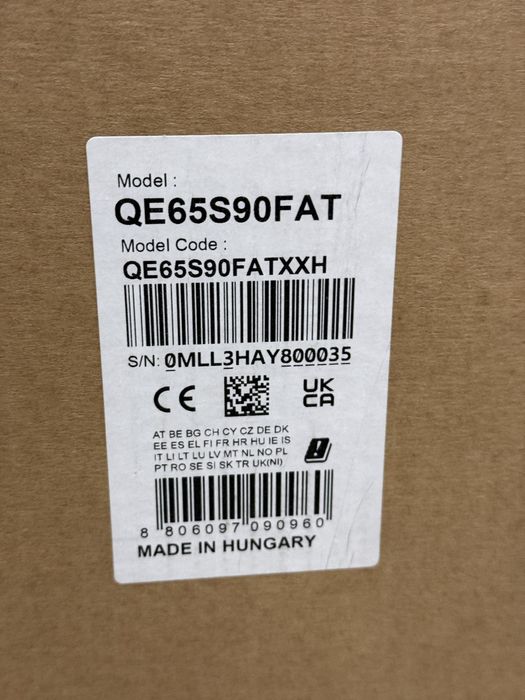 Model :
QE65S90FAT
Model Code :
QE65S90FATXXH
S/N: 0MLL3HAY800035
CE
UK
CA
AT BE BG CH CY CZ DE DK
EE ES EL FI FR HR HU IE IS
IT LI LT LU LV MT NL NO PL
PT RO SE SI SK TR UK(NI)
8 806097 090960
MADE IN HUNGARY